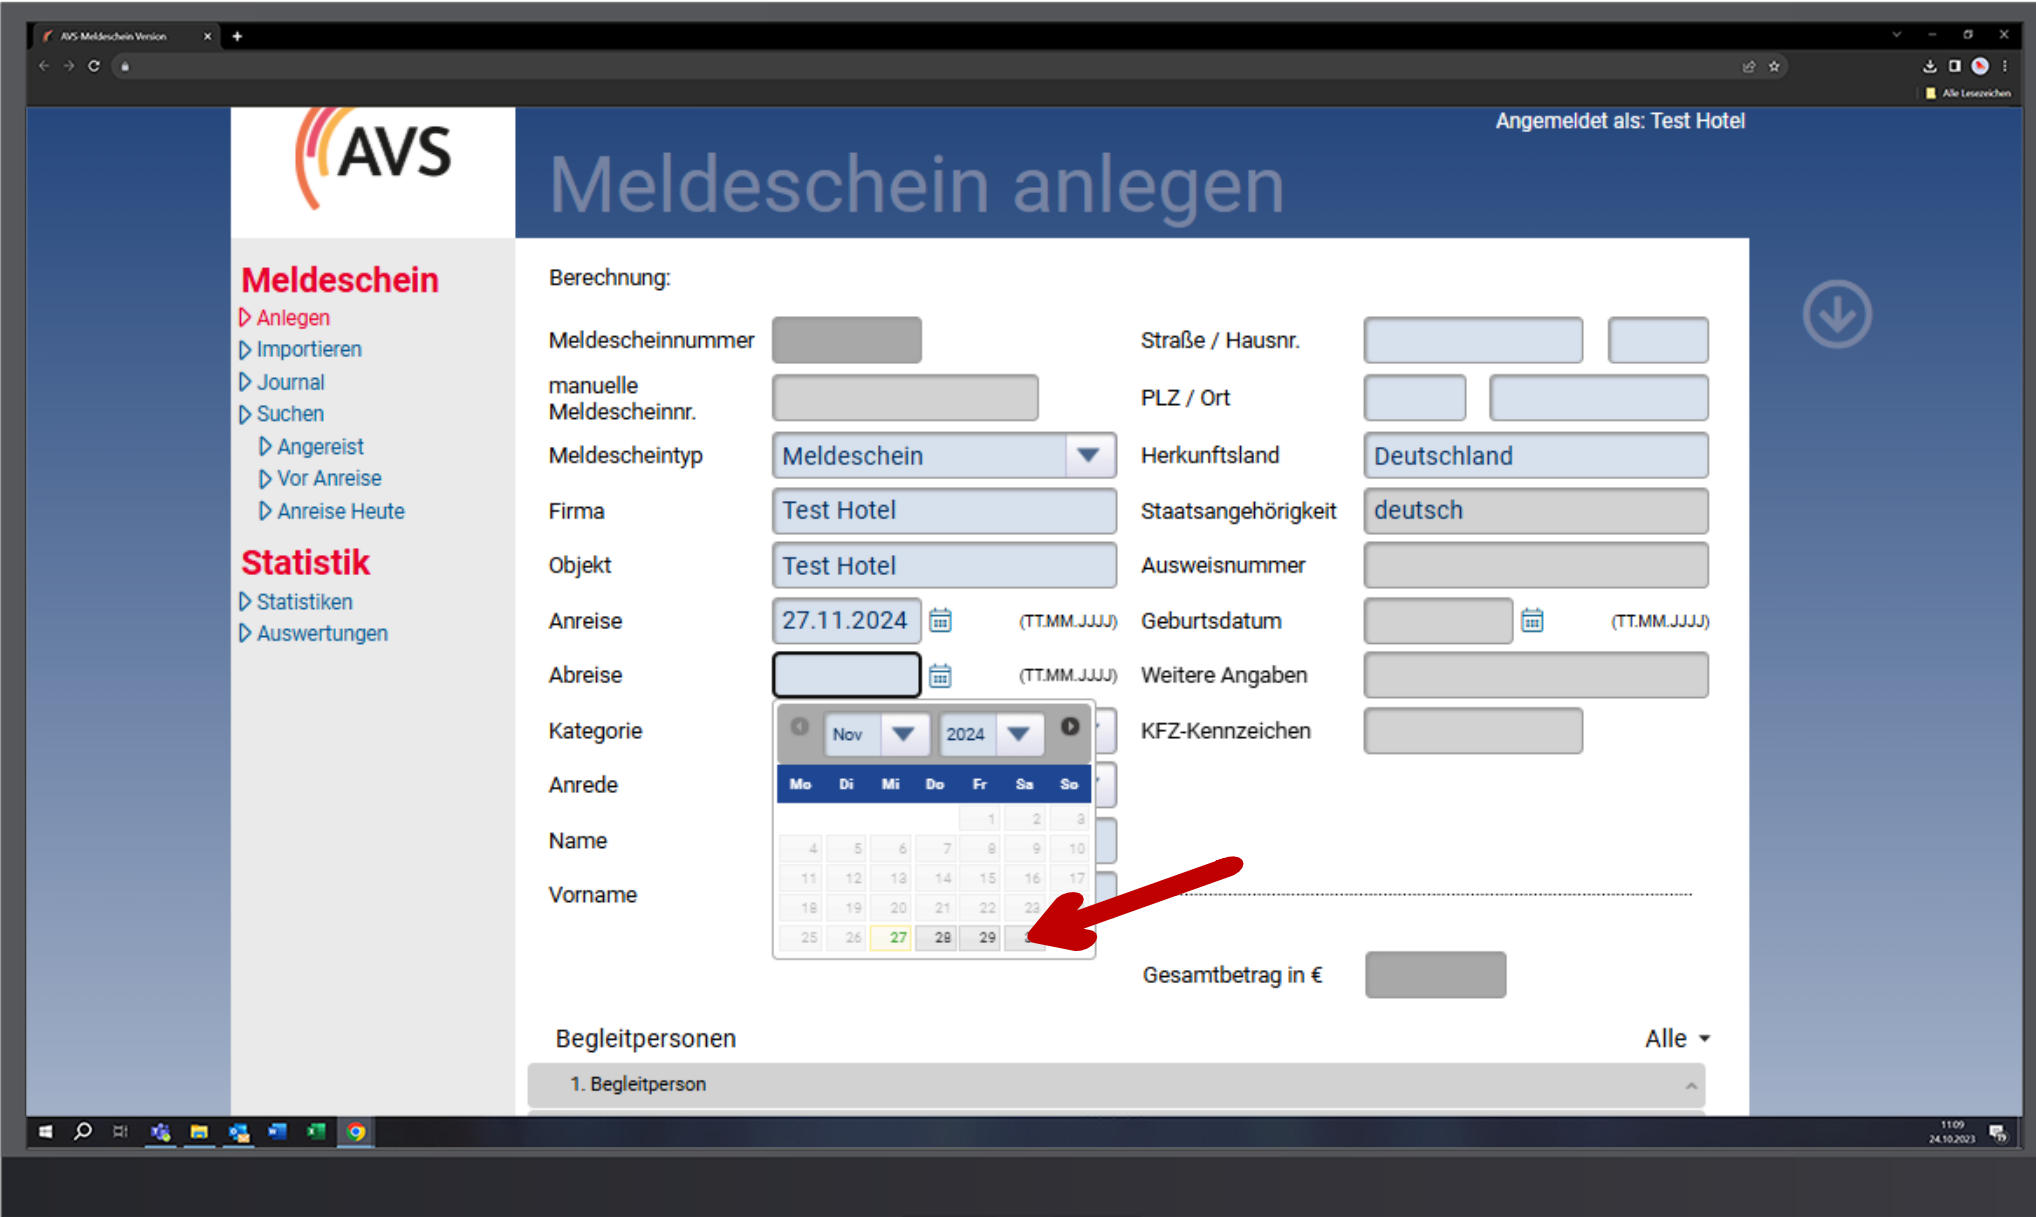 AVS-Meldeschein Version
Alle Lesezeichen
AVS
Angemeldet als: Test Hotel
Meldeschein anlegen
Meldeschein
Anlegen
Importieren
Journal
Suchen
Angereist
Vor Anreise
Anreise Heute
Statistik
Statistiken
Auswertungen
Berechnung:
Meldescheinnummer
manuelle
Meldescheinnr.
Meldescheintyp
Meldeschein
Firma
Test Hotel
Objekt
Test Hotel
Anreise
27.11.2024
(TT.MM.JJJJ)
Abreise
(TT.MM.JJJJ)
Kategorie
Anrede
Name
Vorname
Nov
2024
Mo Di Mi Do Fr Sa So
1 2 3
4 5 6 7 8 9 10
11 12 13 14 15 16 17
18 19 20 21 22 23
25 26 27 28 29
Straße / Hausnr.
PLZ / Ort
Herkunftsland
Deutschland
Staatsangehörigkeit
deutsch
Ausweisnummer
Geburtsdatum
(TT.MM.JJJJ)
Weitere Angaben
KFZ-Kennzeichen
Gesamtbetrag in €
Begleitpersonen
Alle
1. Begleitperson
11:09
24.10.2023